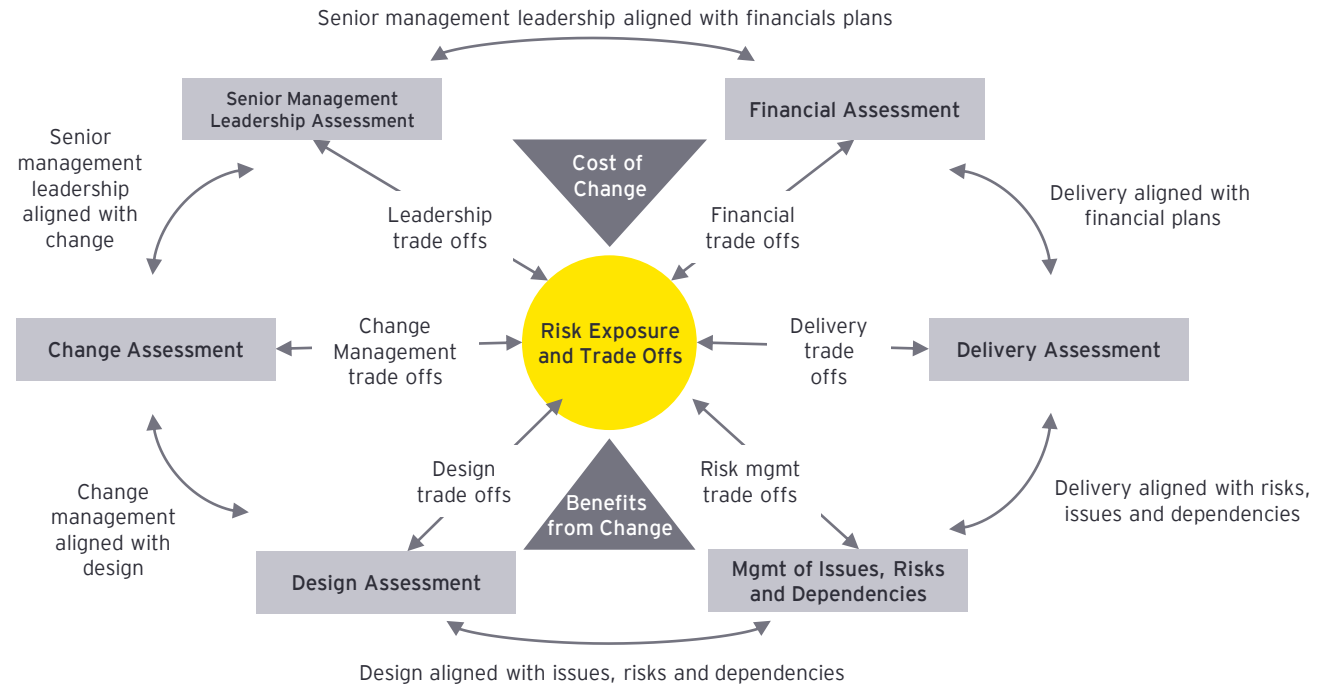 Senior management leadership aligned with financials plans
Senior Management
Leadership Assessment
Financial Assessment
Senior
management
leadership
aligned with
change
Cost of
Change
Delivery aligned with
financial plans
Leadership
trade offs
Financial
trade offs
Change Assessment
Change
Management
trade offs
Risk Exposure
and Trade Offs
Delivery
trade
offs
Delivery Assessment
Design
trade offs
Risk mgmt
trade offs
Change
management
aligned with
design
Benefits
from Change
Delivery aligned with risks,
issues and dependencies
Design Assessment
Mgmt of Issues, Risks
and Dependencies
Design aligned with issues, risks and dependencies